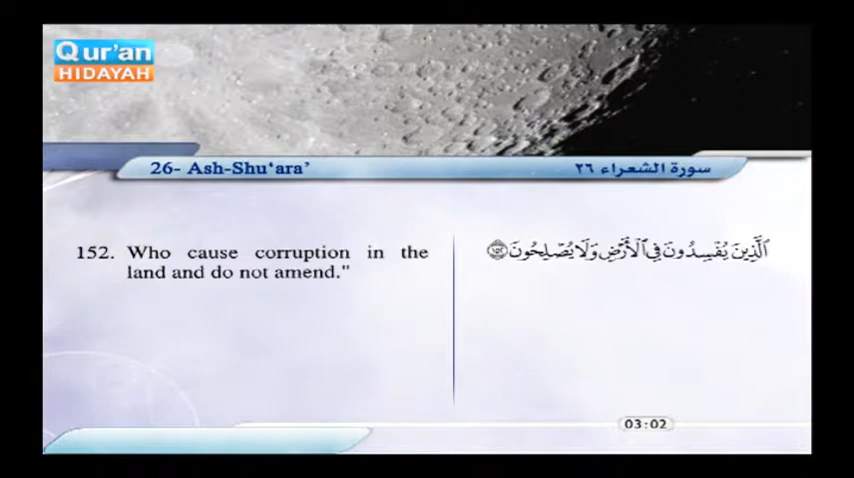 Qur'an
HIDAYAH
26- Ash-Shu‘ara’
سورة الشعراء ٢٦
152. Who cause corruption in the
land and do not amend."
ٱلَّذِينَ يُفْسِدُونَ فِى ٱلْأَرْضِ وَلَا يُصْلِحُونَ ١٥٢
03:02